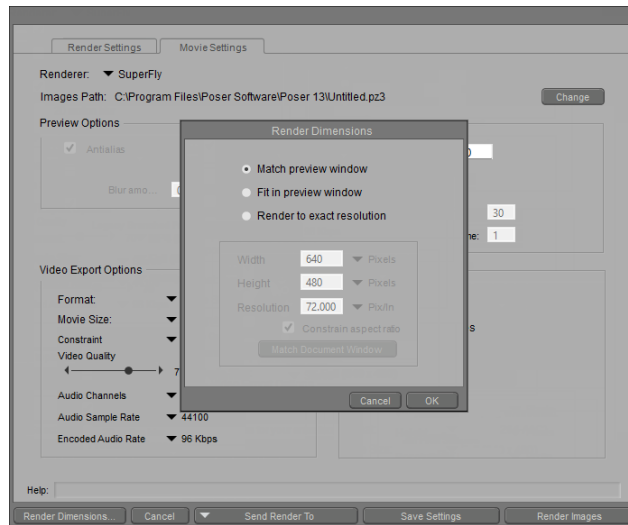 Render Settings
Movie Settings
Renderer: SuperFly
Images Path: C:\Program Files\Poser Software\Poser 13\Untitled.pz3
Change
Preview Options
Antialias
Blur amo...
Render Dimensions
Match preview window
Fit in preview window
Render to exact resolution
30
1
Width 640 Pixels
Height 480 Pixels
Resolution 72.000 Pix/in
Constrain aspect ratio
Match Document Window
Cancel OK
Video Export Options
Format:
Movie Size:
Constraint
Video Quality
7
Audio Channels
Audio Sample Rate 44100
Encoded Audio Rate 96 Kbps
Help:
Render Dimensions... Cancel Send Render To Save Settings Render Images